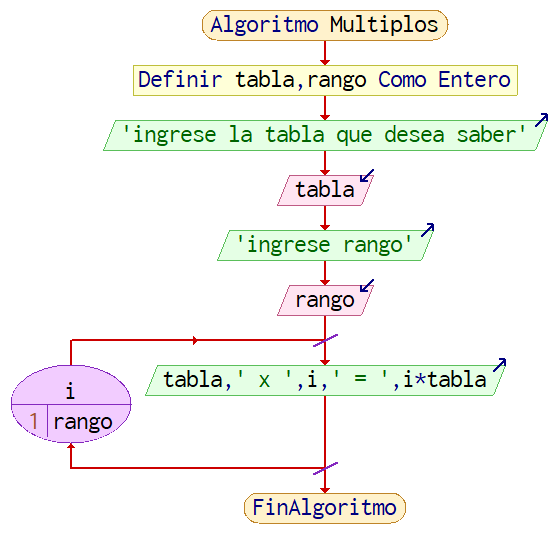 Algoritmo Multiplos
Definir tabla,rango Como Entero
'ingrese la tabla que desea saber'
tabla
'ingrese rango'
rango
i
1 rango
tabla,' x ',i,' = ',i*tabla
FinAlgoritmo